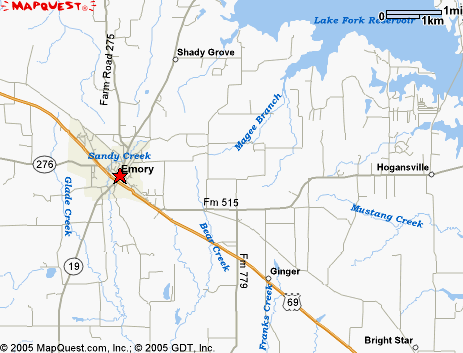 MAPQUEST®
Lake Fork Reservoir
0 1mi
1km
Farm Road 275
Shady Grove
Magee Branch
Sandy Creek
276
Emory
Hogansville
Glade Creek
Fm 515
Mustang Creek
Bear Creek
Fm 779
19
Ginger
Franks Creek
69
Bright Star
© 2005 MapQuest.com, Inc.; © 2005 GDT, Inc.